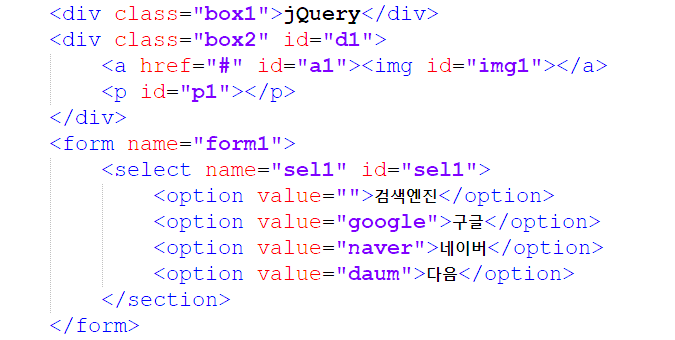 <div class="box1">jQuery</div>
<div class="box2" id="d1">
<a href="#" id="a1"><img id="img1"></a>
<p id="p1"></p>
</div>
<form name="form1">
<select name="sel1" id="sel1">
<option value="">검색엔진</option>
<option value="google">구글</option>
<option value="naver">네이버</option>
<option value="daum">다음</option>
</section>
</form>